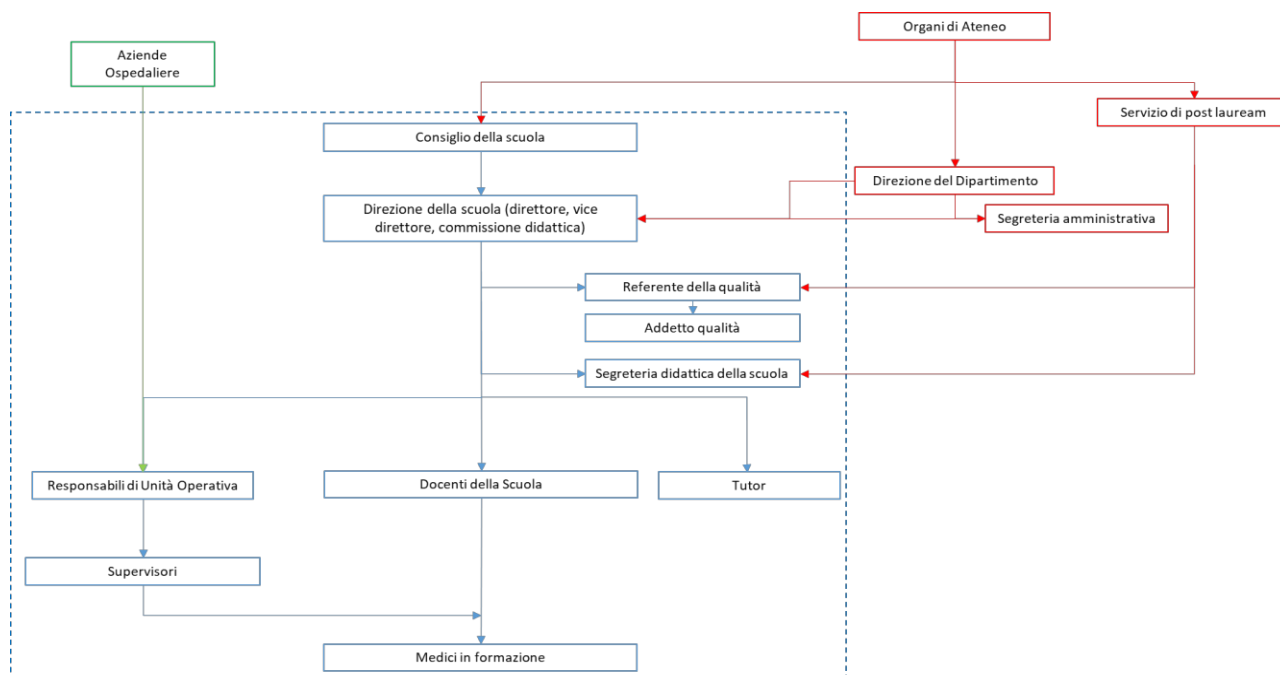 Organi di Ateneo
Aziende
Ospedaliere
Servizio di post lauream
Consiglio della scuola
Direzione del Dipartimento
Direzione della scuola (direttore, vice
direttore, commissione didattica)
Segreteria amministrativa
Referente della qualità
Addetto qualità
Segreteria didattica della scuola
Responsabili di Unità Operativa
Docenti della Scuola
Tutor
Supervisori
Medici in formazione